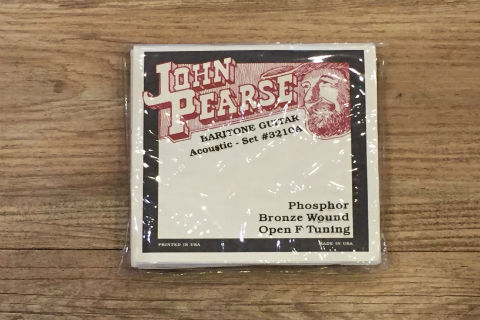 JOHN
PEARSE
BARITONE GUITAR
Acoustic - Set #3210A
Phosphor
Bronze Wound
Open F Tuning
PRINTED IN USA
MADE IN USA